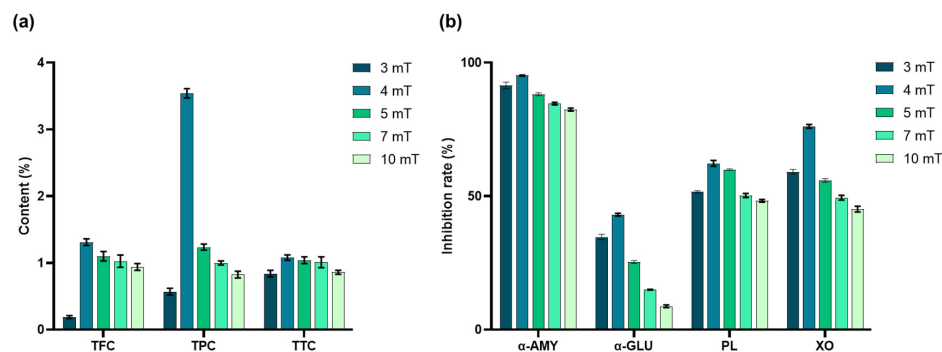 (a)
Content (%)
4
3
2
1
0
TFC TPC TTC
3 mT
4 mT
5 mT
7 mT
10 mT
(b)
Inhibition rate (%)
100
50
0
α-AMY α-GLU PL XO
3 mT
4 mT
5 mT
7 mT
10 mT